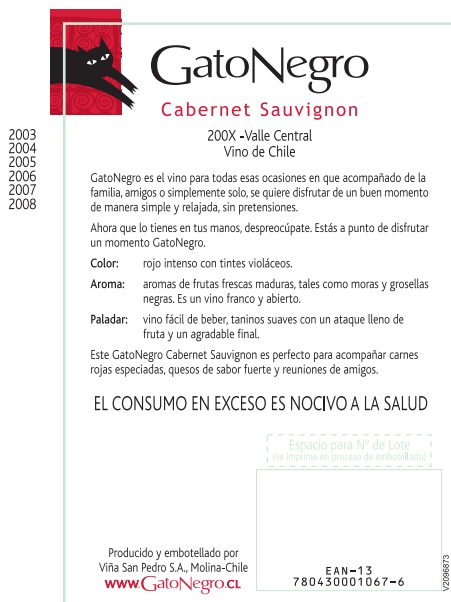 GatoNegro
Cabernet Sauvignon
200X -Valle Central
Vino de Chile
2003
2004
2005
2006
2007
2008
GatoNegro es el vino para todas esas ocasiones en que acompañado de la
familia, amigos o simplemente solo, se quiere disfrutar de un buen momento
de manera simple y relajada, sin pretensiones.
Ahora que lo tienes en tus manos, despreocúpate. Estás a punto de disfrutar
un momento GatoNegro.
Color: rojo intenso con tintes violáceos.
Aroma: aromas de frutas frescas maduras, tales como moras y grosellas
negras. Es un vino franco y abierto.
Paladar: vino fácil de beber, taninos suaves con un ataque lleno de
fruta y un agradable final.
Este GatoNegro Cabernet Sauvignon es perfecto para acompañar carnes
rojas especiadas, quesos de sabor fuerte y reuniones de amigos.
EL CONSUMO EN EXCESO ES NOCIVO A LA SALUD
Espacio para Nº de Lote
(se imprime en proceso de embotellado)
Producido y embotellado por
Viña San Pedro S.A., Molina-Chile
www.GatoNegro.CL
EAN-13
780430001067-6
V2096873